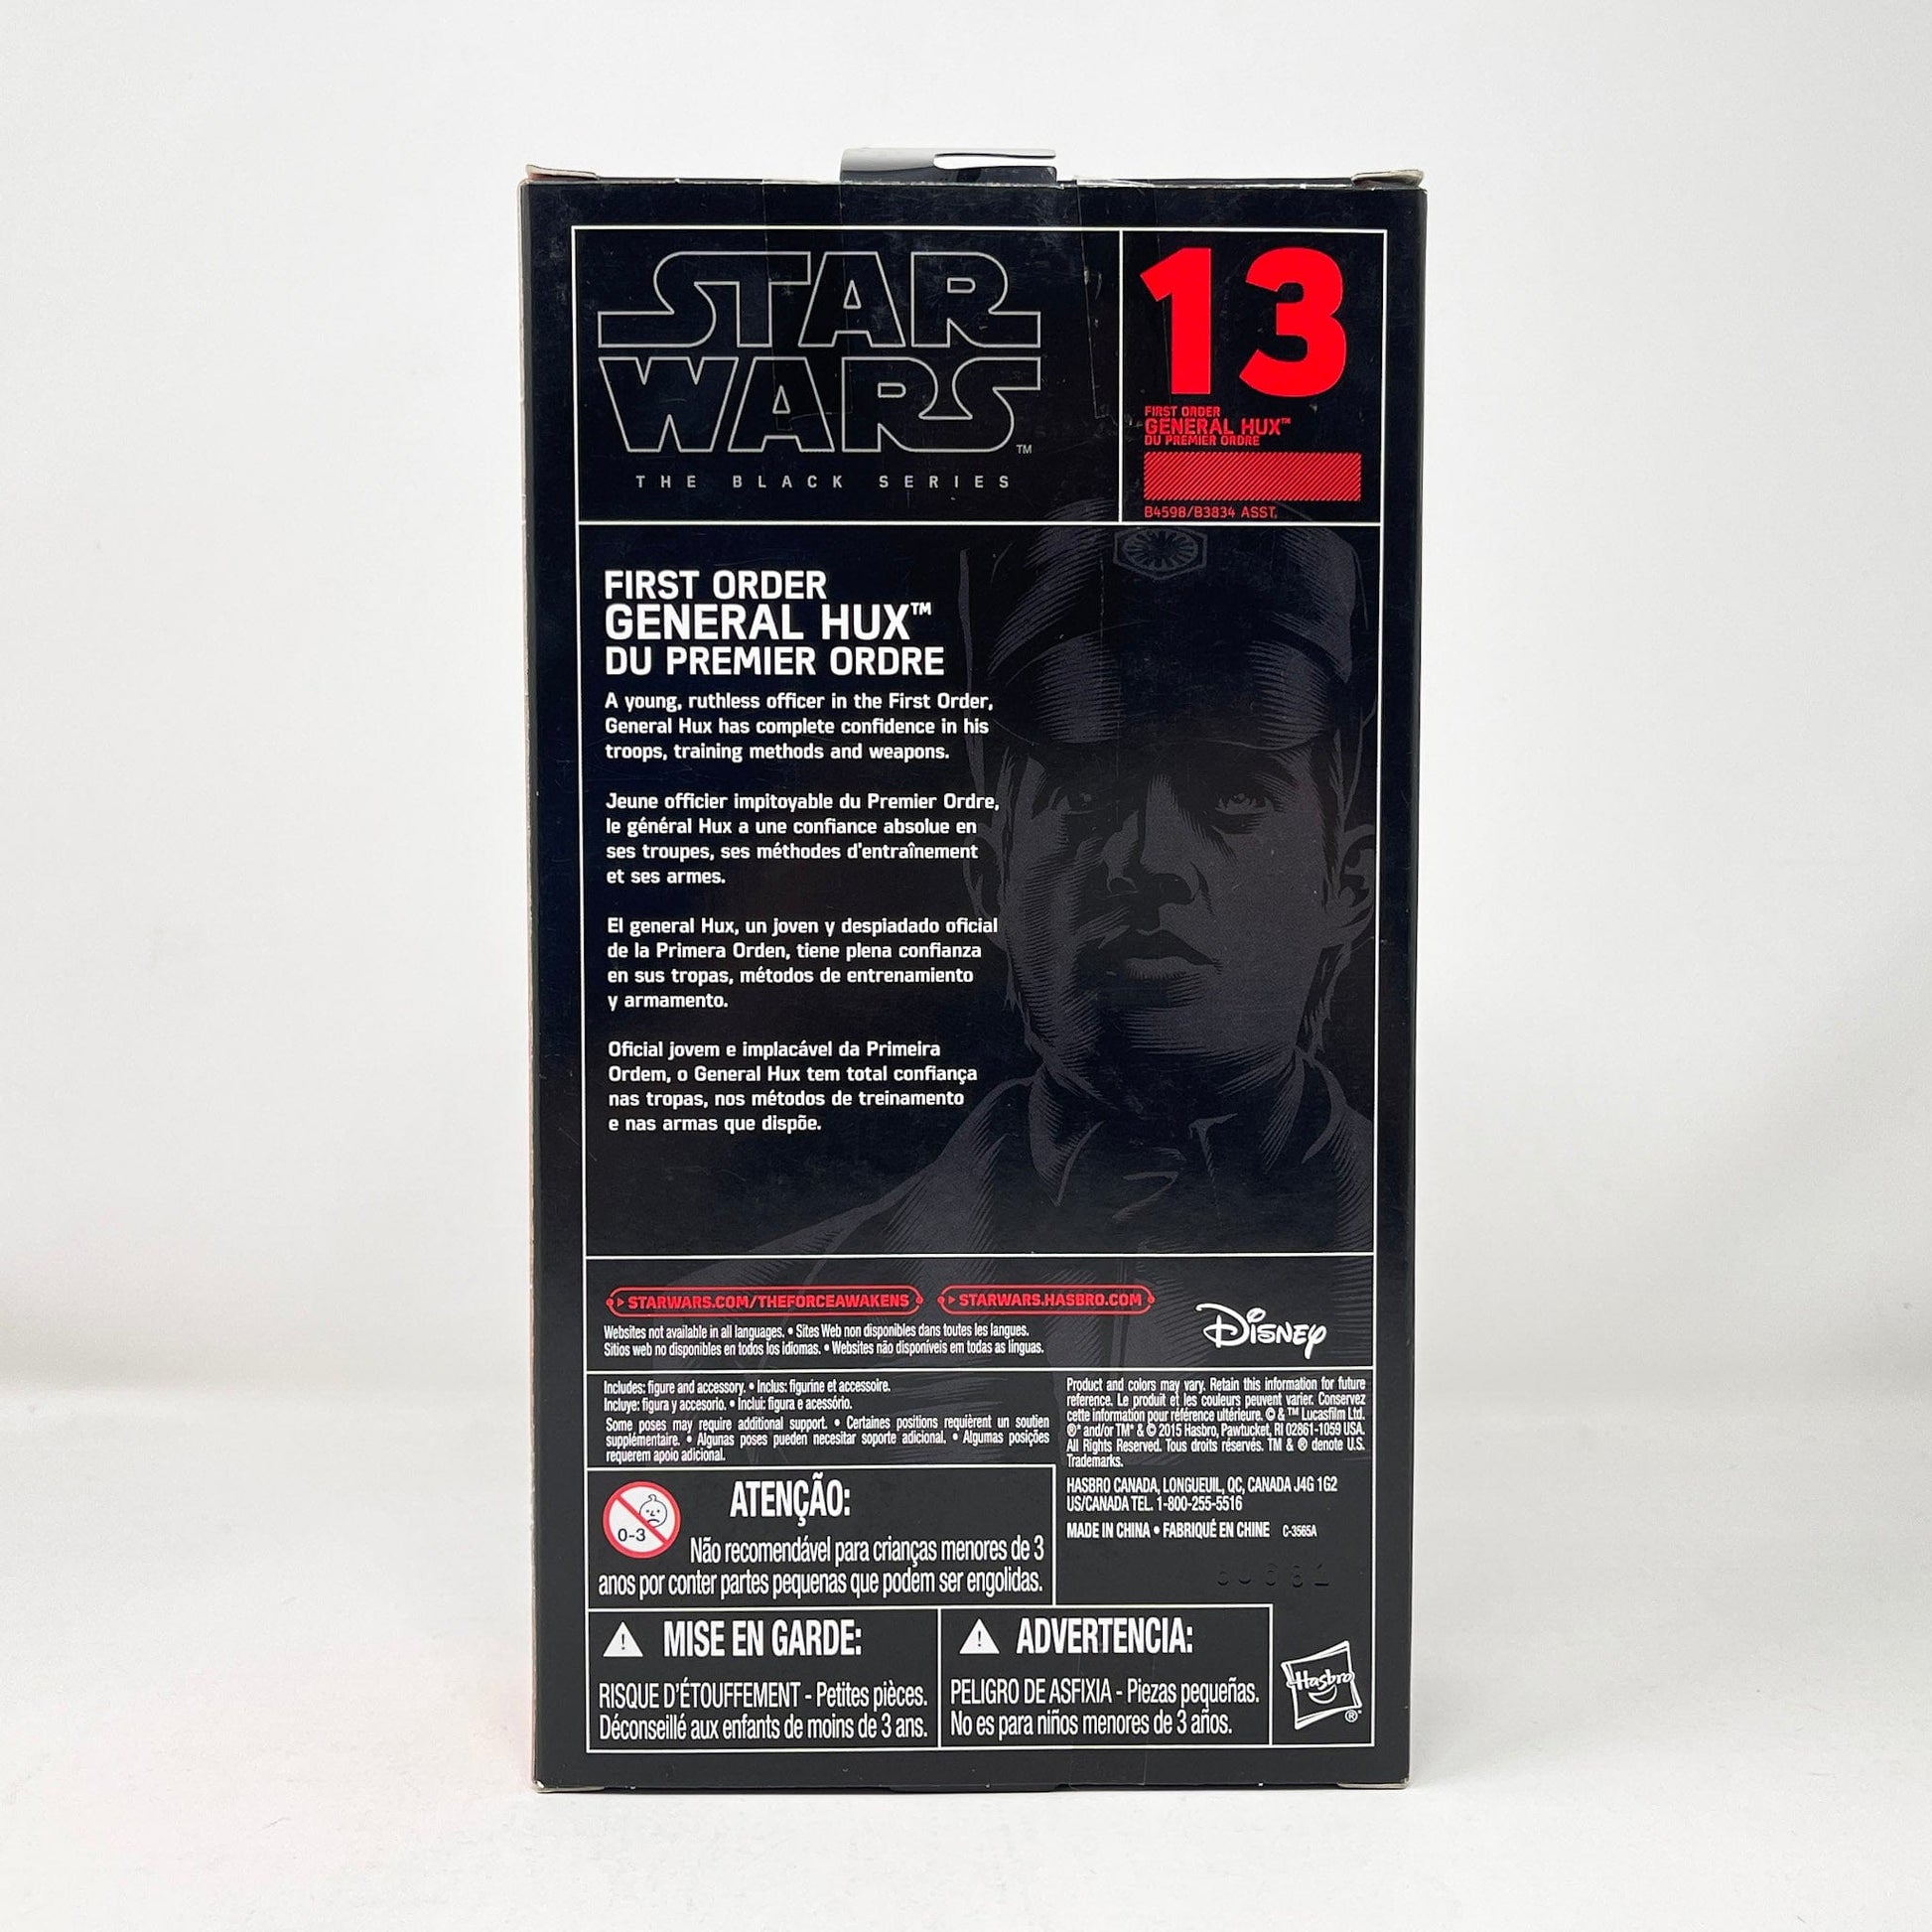 STAR
WARS
TM
THE BLACK SERIES
13
FIRST ORDER
GENERAL HUX™
DU PREMIER ORDRE
B4598/B3834 ASST.
FIRST ORDER
GENERAL HUX™
DU PREMIER ORDRE
A young, ruthless officer in the First Order,
General Hux has complete confidence in his
troops, training methods and weapons.
Jeune officier impitoyable du Premier Ordre,
le général Hux a une confiance absolue en
ses troupes, ses méthodes d'entraînement
et ses armes.
El general Hux, un joven y despiadado oficial
de la Primera Orden, tiene plena confianza
en sus tropas, métodos de entrenamiento
y armamento.
Oficial jovem e implacável da Primeira
Ordem, o General Hux tem total confiança
nas tropas, nos métodos de treinamento
e nas armas que dispõe.
STARWARS.COM/THEFORCEAWAKENS
STARWARS.HASBRO.COM
Websites not available in all languages. • Sites Web non disponibles dans toutes les langues.
Sitios web no disponibles en todos los idiomas. • Websites não disponíveis em todas as línguas.
Disney
Includes: figure and accessory. • Inclus: figurine et accessoire.
Incluye: figura y accesorio. • Inclui: figura e acessório.
Some poses may require additional support. • Certaines positions requièrent un soutien
supplémentaire. • Algunas poses pueden necesitar soporte adicional. • Algumas posições
requerem apoio adicional.
Product and colors may vary. Retain this information for future
reference. Le produit et les couleurs peuvent varier. Conservez
cette information pour référence ultérieure. © & ™ Lucasfilm Ltd.
®* and/or TM* & © 2015 Hasbro, Pawtucket, RI 02861-1059 USA.
All Rights Reserved. Tous droits réservés. TM & ® denote U.S.
Trademarks.
HASBRO CANADA, LONGUEUIL, QC, CANADA J4G 1G2
US/CANADA TEL. 1-800-255-5516
MADE IN CHINA • FABRIQUÉ EN CHINE C-3565A
0-3
ATENÇÃO:
Não recomendável para crianças menores de 3
anos por conter partes pequenas que podem ser engolidas.
MISE EN GARDE:
RISQUE D'ÉTOUFFEMENT - Petites pièces.
Déconseillé aux enfants de moins de 3 ans.
ADVERTENCIA:
PELIGRO DE ASFIXIA - Piezas pequeñas.
No es para niños menores de 3 años.
Hasbro
®